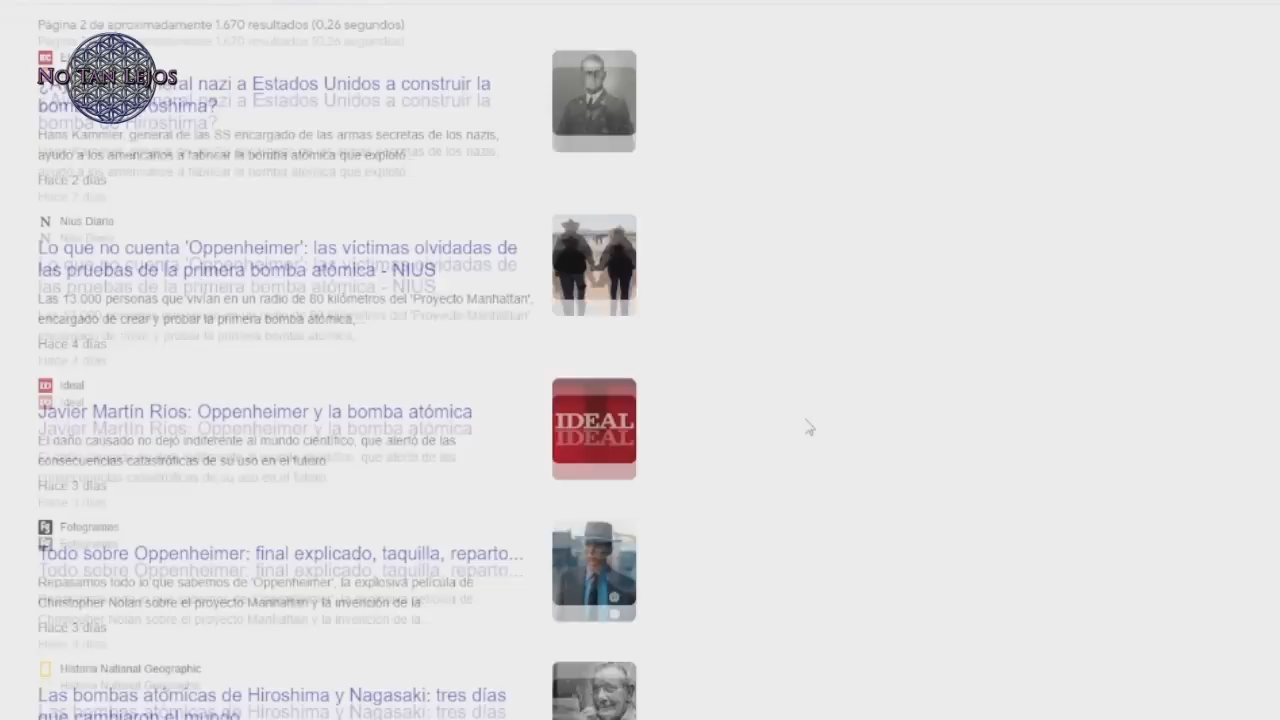 Página 2 de aproximadamente 1.670 resultados (0,26 segundos)
NO TAN LEJOS
nazi a Estados Unidos a construir la
Hiroshima?
Hans Kammler, general de las SS encargado de las armas secretas de los nazis,
ayudó a los americanos a fabricar la bomba atómica que explotó...
Hace 2 días
Nius Diario
Lo que no cuenta 'Oppenheimer': las víctimas olvidadas de
las pruebas de la primera bomba atómica - NIUS
Las 13.000 personas que vivían en un radio de 80 kilómetros del 'Proyecto Manhattan',
encargado de crear y probar la primera bomba atómica,...
Hace 4 días
Ideal
Javier Martín Ríos: Oppenheimer y la bomba atómica
El daño causado no dejó indiferente al mundo científico, que alertó de las
consecuencias catastróficas de su uso en el futuro.
Hace 3 días
IDEAL
Fotogramas
Todo sobre Oppenheimer: final explicado, taquilla, reparto...
Repasamos todo lo que sabemos de 'Oppenheimer', la explosiva película de
Christopher Nolan sobre el proyecto Manhattan y la invención de la...
Hace 3 días
Historia National Geographic
Las bombas atómicas de Hiroshima y Nagasaki: tres días
que cambiaron el mundo